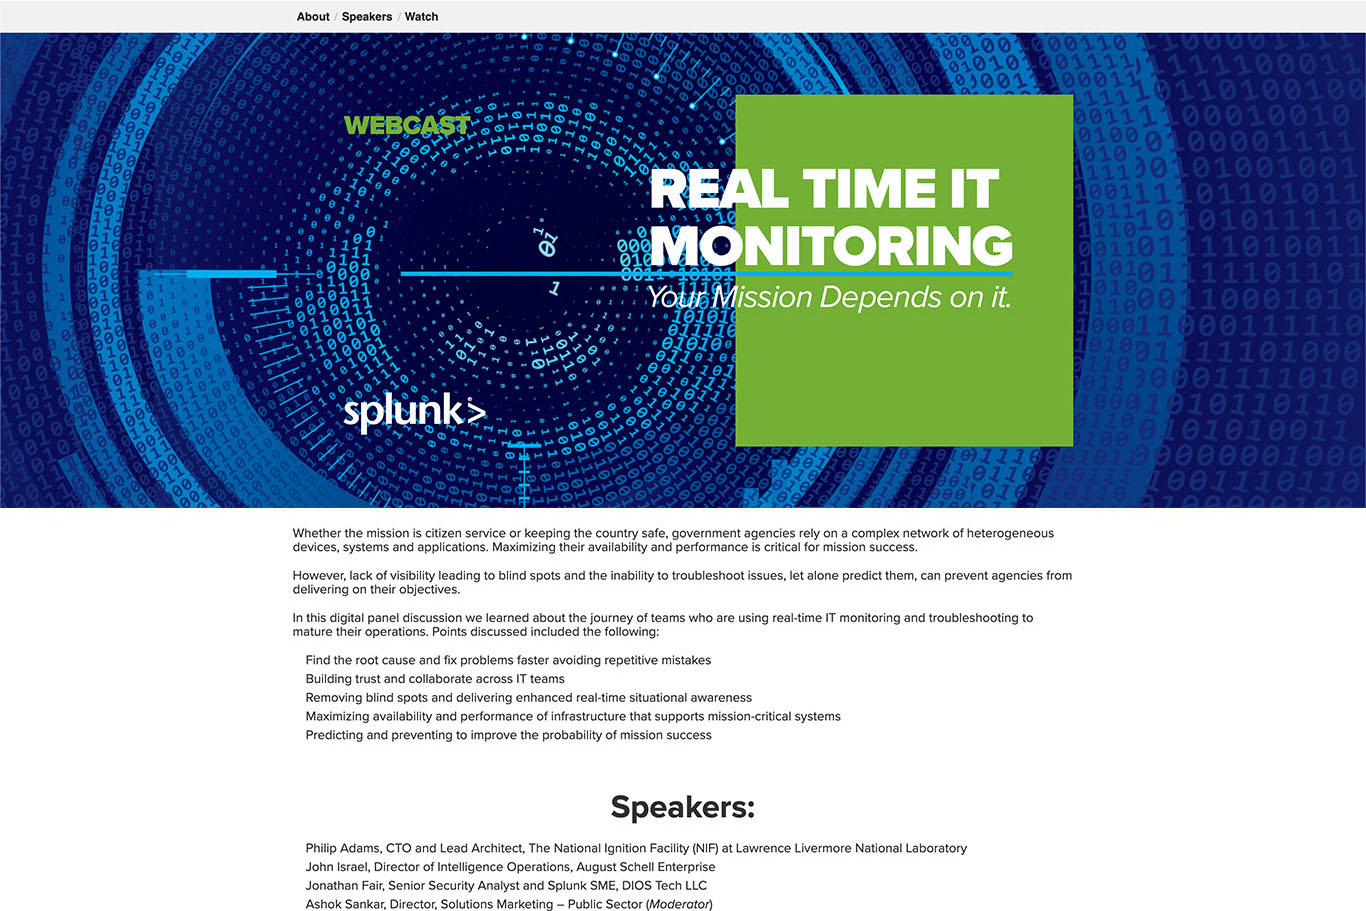 About / Speakers / Watch
WEBCAST
REAL TIME IT
MONITORING
Your Mission Depends on it.
splunk>
Whether the mission is citizen service or keeping the country safe, government agencies rely on a complex network of heterogeneous
devices, systems and applications. Maximizing their availability and performance is critical for mission success.
However, lack of visibility leading to blind spots and the inability to troubleshoot issues, let alone predict them, can prevent agencies from
delivering on their objectives.
In this digital panel discussion we learned about the journey of teams who are using real-time IT monitoring and troubleshooting to
mature their operations. Points discussed included the following:
Find the root cause and fix problems faster avoiding repetitive mistakes
Building trust and collaborate across IT teams
Removing blind spots and delivering enhanced real-time situational awareness
Maximizing availability and performance of infrastructure that supports mission-critical systems
Predicting and preventing to improve the probability of mission success
Speakers:
Philip Adams, CTO and Lead Architect, The National Ignition Facility (NIF) at Lawrence Livermore National Laboratory
John Israel, Director of Intelligence Operations, August Schell Enterprise
Jonathan Fair, Senior Security Analyst and Splunk SME, DIOS Tech LLC
Ashok Sankar, Director, Solutions Marketing – Public Sector (Moderator)